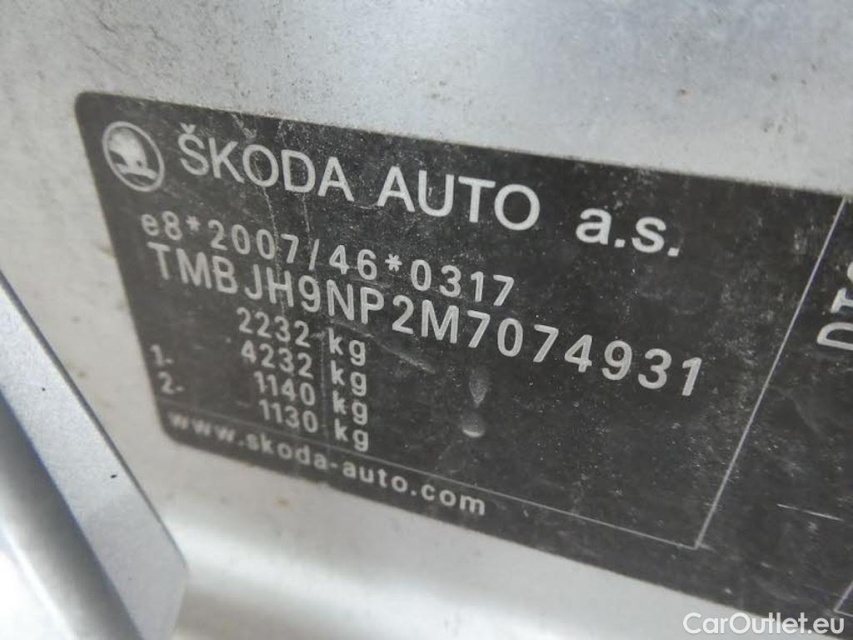 ŠKODA AUTO a.s.
e8*2007/46*0317
TMBJH9NP2M7074931
2232 kg
4232 kg
1- 1140 kg
2- 1130 kg
www.skoda-auto.com
CarOutlet.eu